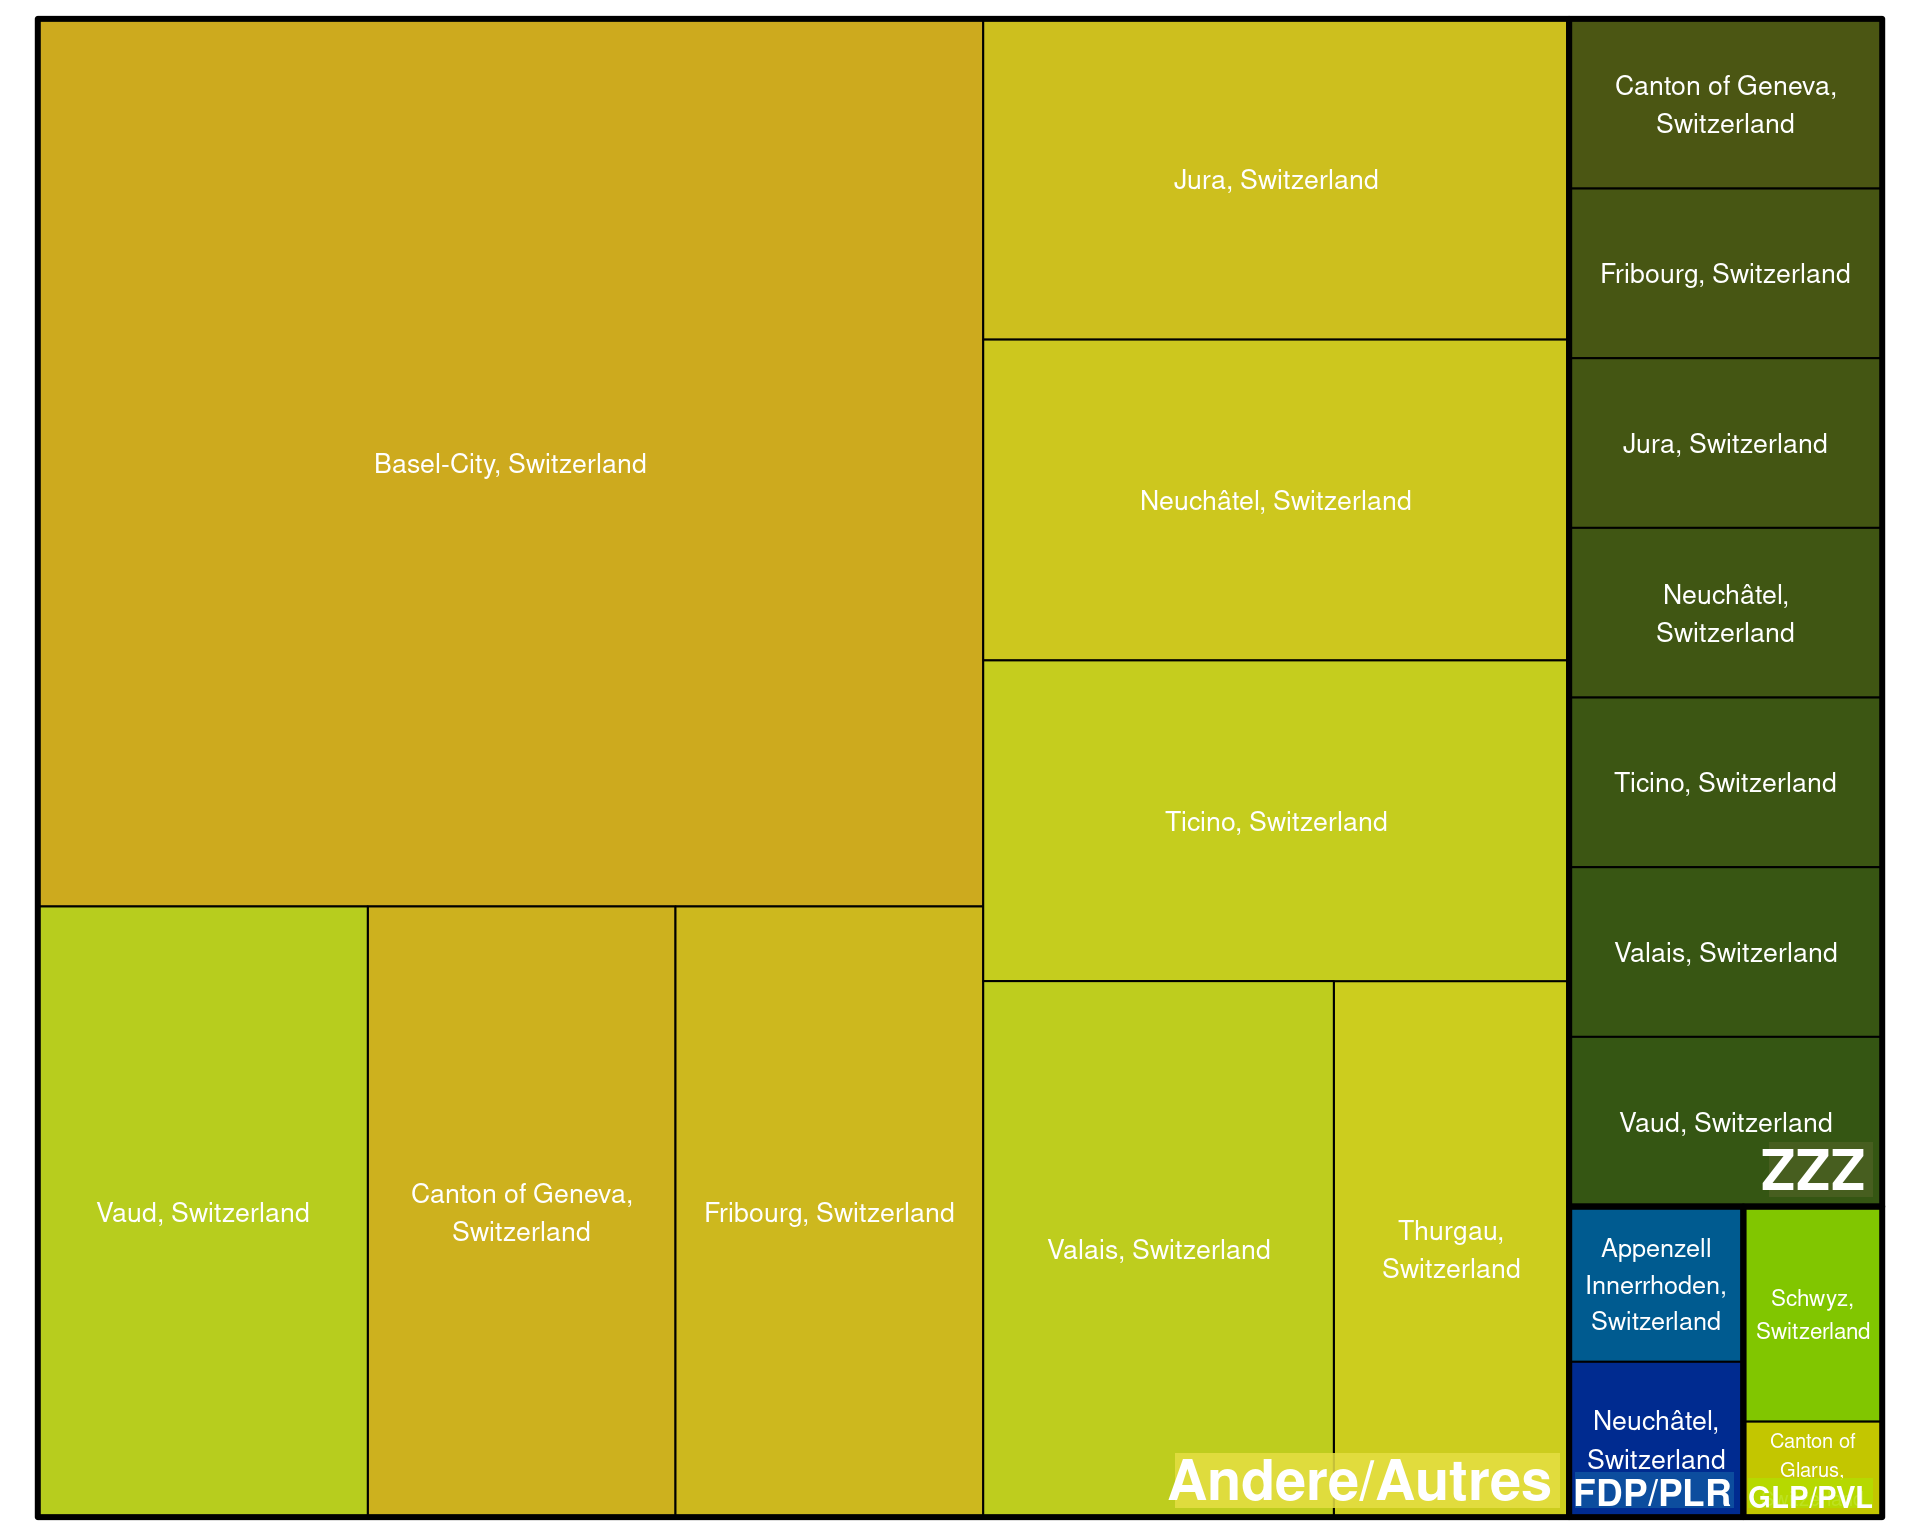 Basel-City, Switzerland
Vaud, Switzerland
Canton of Geneva,
Switzerland
Fribourg, Switzerland
Jura, Switzerland
Neuchâtel, Switzerland
Ticino, Switzerland
Valais, Switzerland
Thurgau,
Switzerland
Andere/Autres
Canton of Geneva,
Switzerland
Fribourg, Switzerland
Jura, Switzerland
Neuchâtel,
Switzerland
Ticino, Switzerland
Valais, Switzerland
Vaud, Switzerland
ZZZ
Appenzell
Innerrhoden,
Switzerland
Neuchâtel,
Switzerland
FDP/PLR
Schwyz,
Switzerland
Canton of
Glarus,
GLP/PVL